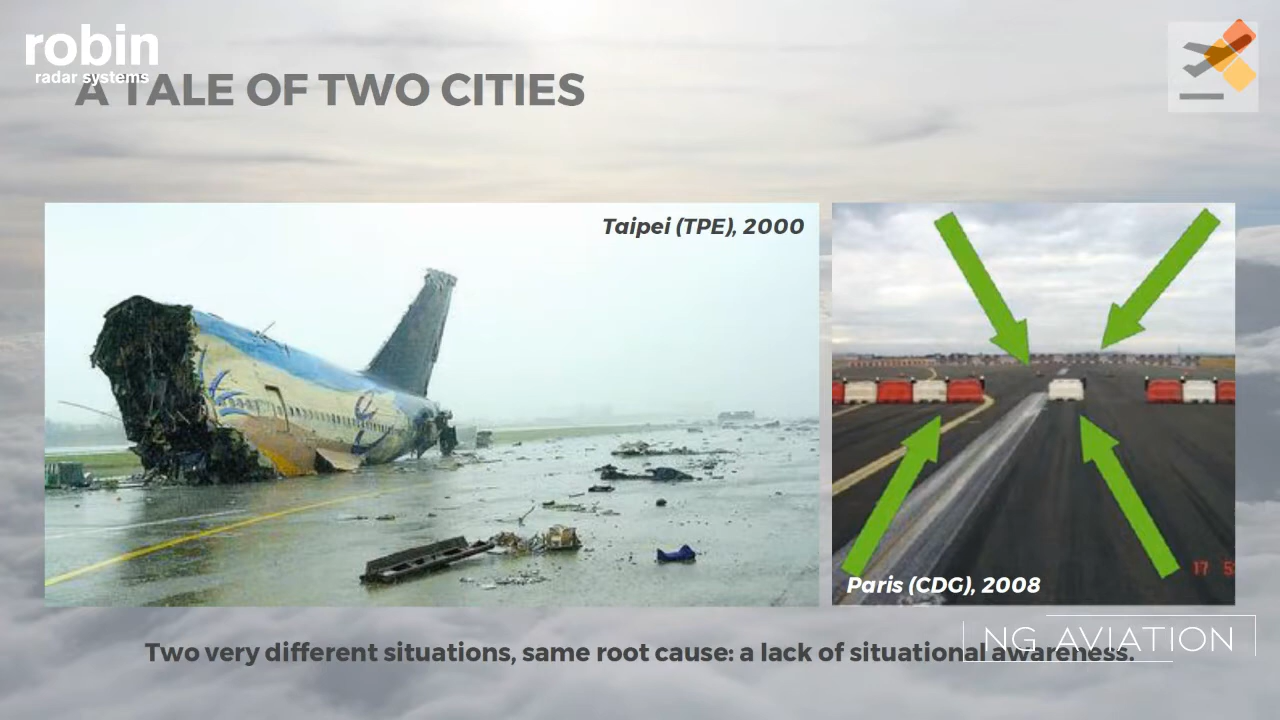 robin
radar systems
A TALE OF TWO CITIES
Taipei (TPE), 2000
Paris (CDG), 2008
17 5
NG AVIATION
Two very different situations, same root cause: a lack of situational awareness.